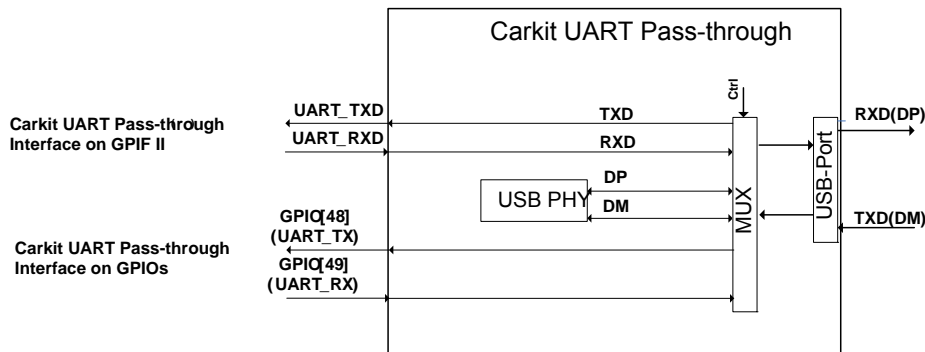 Carkit UART Pass-through
Ctrl
UART_TXD
TXD
RXD(DP)
Carkit UART Pass-through
Interface on GPIF II
UART_RXD
RXD
DP
USB PHY
DM
MUX
USB-Port
TXD(DM)
GPIO[48]
(UART_TX)
Carkit UART Pass-through
Interface on GPIOs
GPIO[49]
(UART_RX)